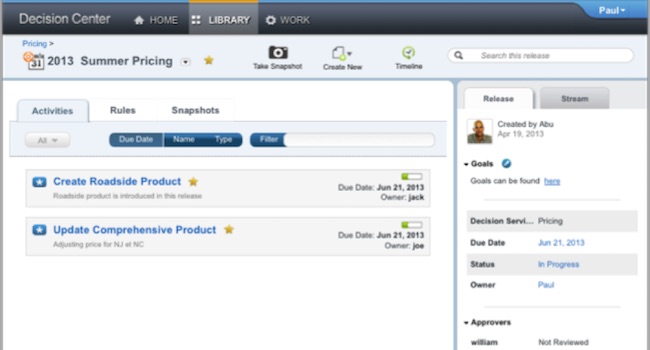 Decision Center
HOME
LIBRARY
WORK
Paul
Pricing >
31 2013 Summer Pricing
Take Snapshot
Create New
Timeline
Search this release
Activities
Rules
Snapshots
All
Due Date
Name
Type
Filter
Create Roadside Product
Roadside product is introduced in this release
Due Date: Jun 21, 2013
Owner: jack
Update Comprehensive Product
Adjusting price for NJ et NC
Due Date: Jun 21, 2013
Owner: joe
Release
Stream
Created by Abu
Apr 19, 2013
Goals
Goals can be found here
Decision Servi... Pricing
Due Date Jun 21, 2013
Status In Progress
Owner Paul
Approvers
william Not Reviewed